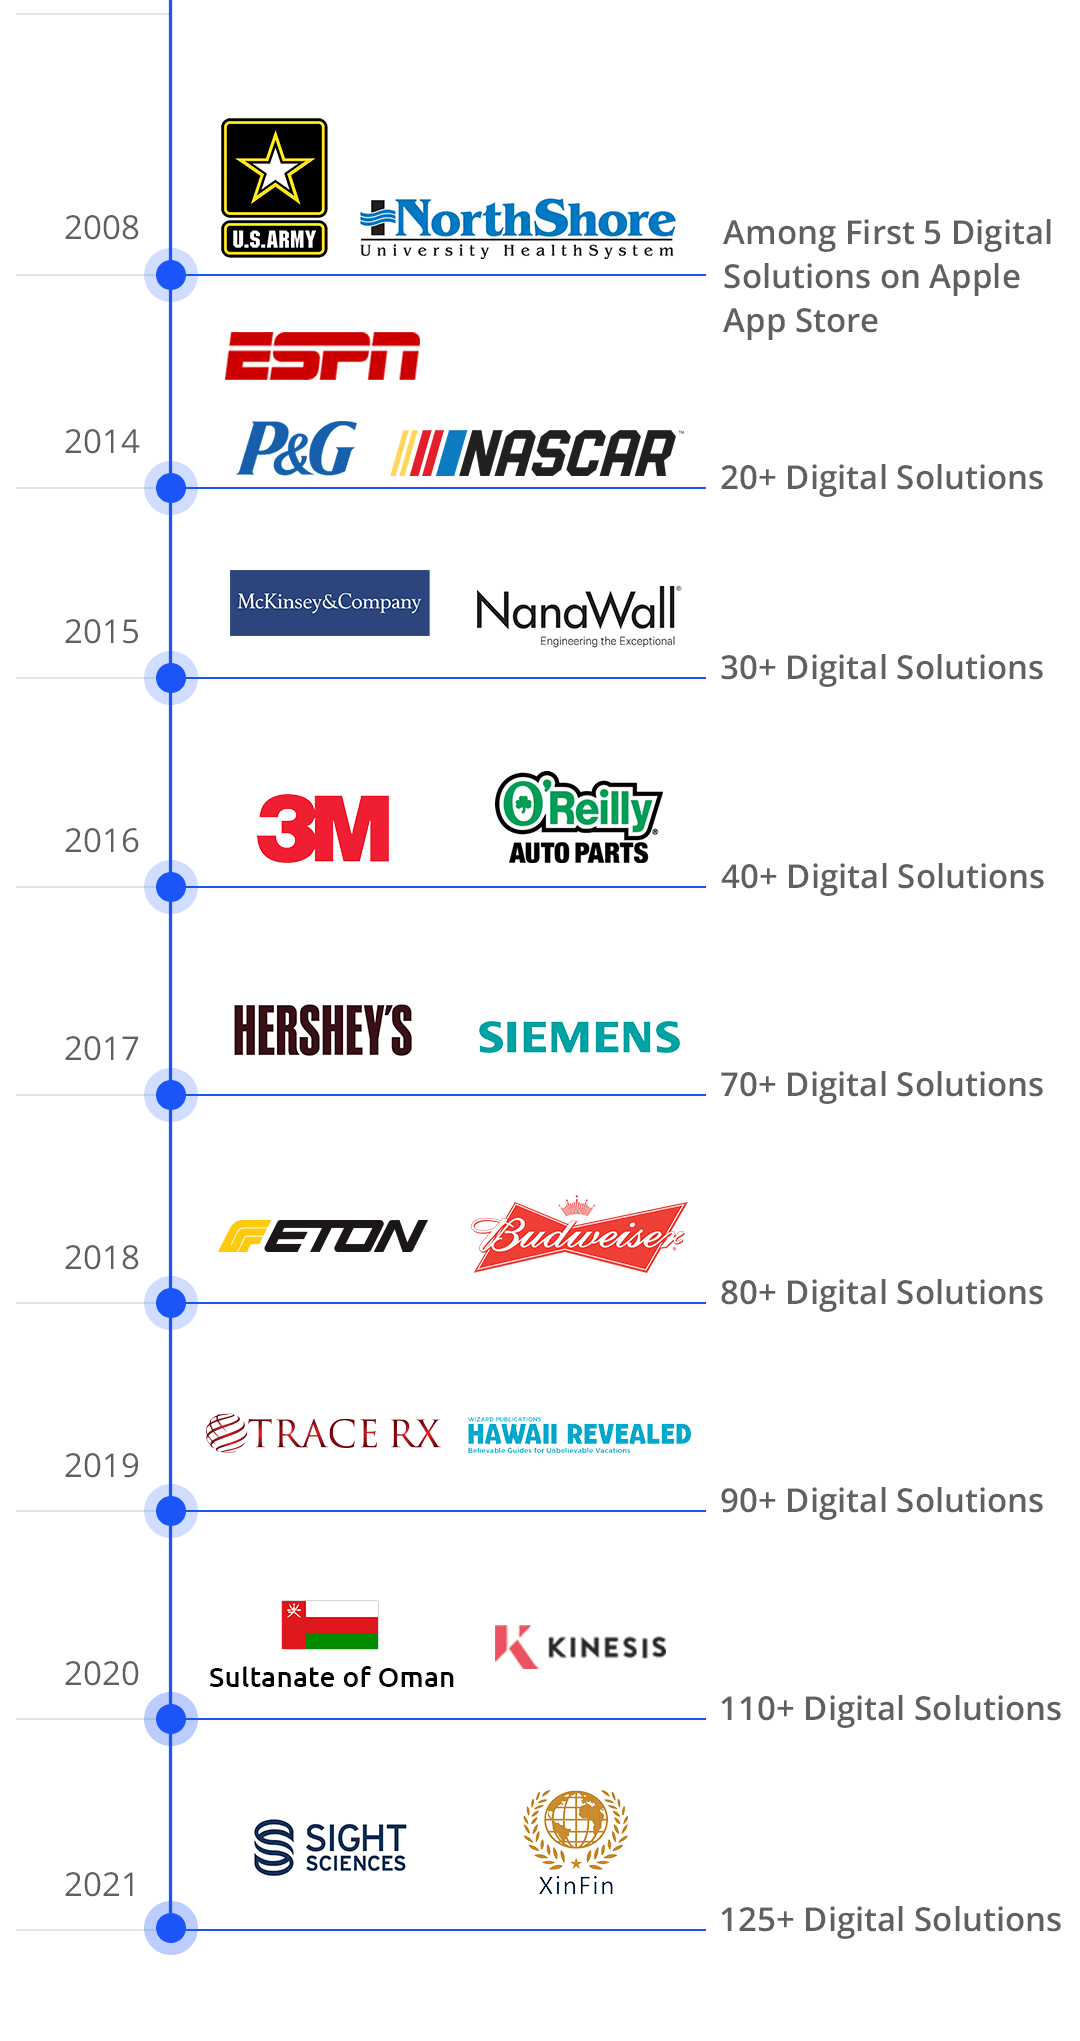 2008
U.S.ARMY
NorthShore
University HealthSystem
Among First 5 Digital
Solutions on Apple
App Store
ESPN
2014
P&G
NASCAR™
20+ Digital Solutions
2015
McKinsey&Company
NanaWall®
Engineering the Exceptional
30+ Digital Solutions
2016
3M
O'Reilly®
AUTO PARTS
40+ Digital Solutions
2017
HERSHEY'S
SIEMENS
70+ Digital Solutions
2018
ETON
Budweiser®
80+ Digital Solutions
2019
TRACE RX
WIZARD PUBLICATIONS
HAWAII REVEALED
Believable Guides for Unbelievable Vacations
90+ Digital Solutions
2020
Sultanate of Oman
KINESIS
110+ Digital Solutions
2021
SIGHT
SCIENCES
XinFin
125+ Digital Solutions